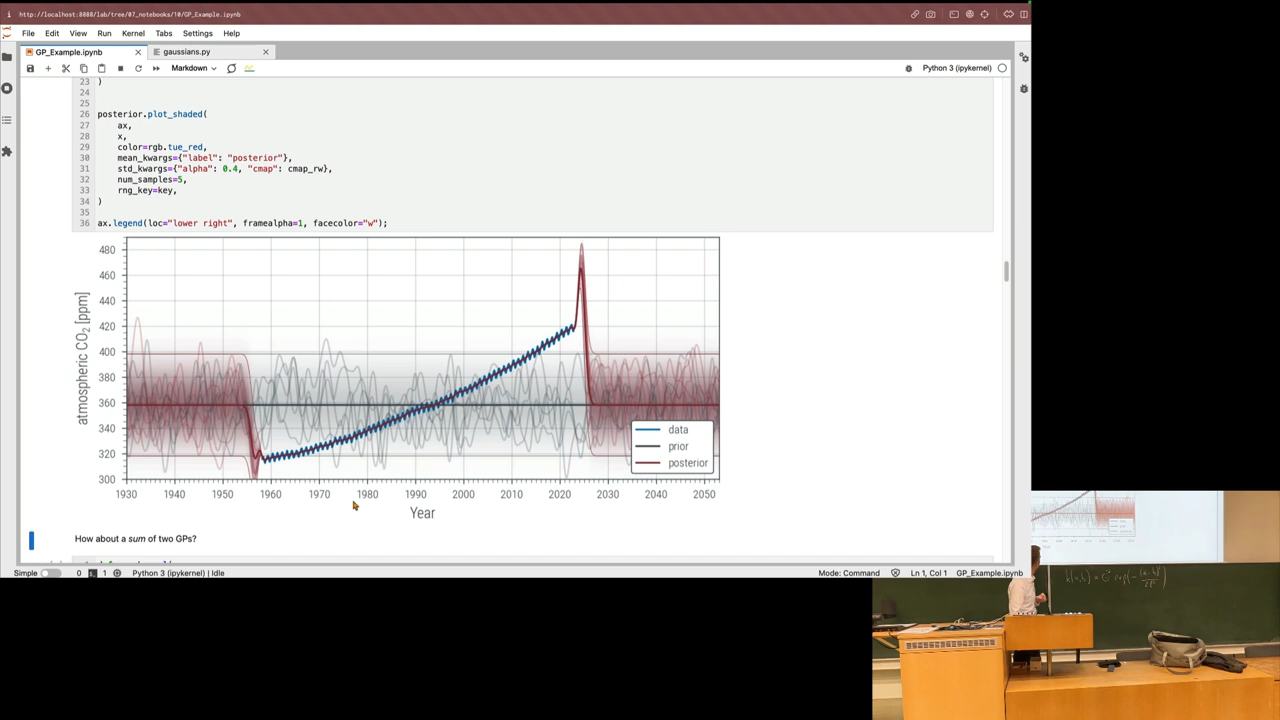 http://localhost:8888/lab/tree/07_notebooks/10/GP_Example.ipynb
File Edit View Run Kernel Tabs Settings Help
GP_Example.ipynb
gaussians.py
Markdown
Python 3 (ipykernel)
23 )
24
25
26 posterior.plot_shaded(
27 ax,
28 x,
29 color=rgb.tue_red,
30 mean_kwargs={"label": "posterior"},
31 std_kwargs={"alpha": 0.4, "cmap": cmap_rw},
32 num_samples=5,
33 rng_key=key,
34 )
35
36 ax.legend(loc="lower right", framealpha=1, facecolor="w");
480
460
440
420
400
380
360
340
320
300
atmospheric CO2 [ppm]
data
prior
posterior
1930 1940 1950 1960 1970 1980 1990 2000 2010 2020 2030 2040 2050
Year
How about a sum of two GPs?
Simple 0 1 Python 3 (ipykernel) | Idle
Mode: Command Ln 1, Col 1 GP_Example.ipynb